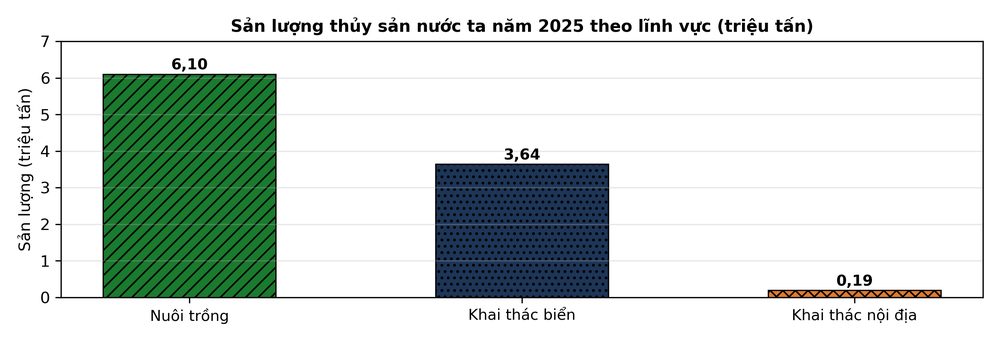 Sản lượng thủy sản nước ta năm 2025 theo lĩnh vực (triệu tấn)
Sản lượng (triệu tấn)
7
6
5
4
3
2
1
0
6,10
3,64
0,19
Nuôi trồng
Khai thác biển
Khai thác nội địa